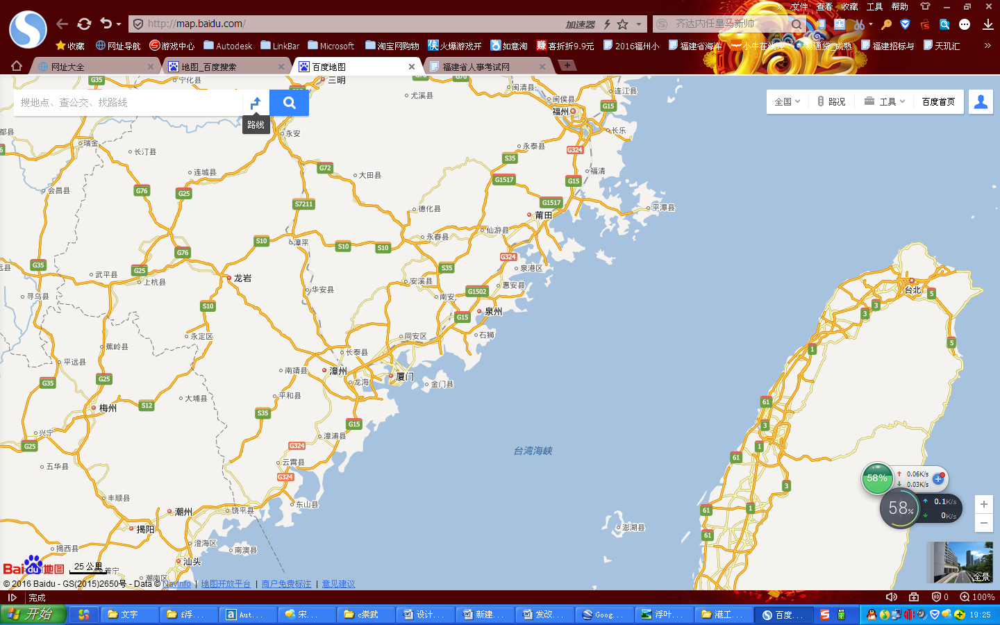 文件 查看 收藏 工具 帮助
http://map.baidu.com/ 加速器 齐达内任皇马新帅
收藏 网址导航 游戏中心 Autodesk LinkBar Microsoft 淘宝网购物 火爆游戏开 如意淘 喜折折9.9元 2016福州小 福建省海洋 小牛在线理 易通贷_成熟 福建招标与 天玑汇
网址大全 地图_百度搜索 百度地图 福建省人事考试网
搜地点、查公交、找路线
路线
全国 路况 工具 百度首页
G35 宁化县 三明 G70 G70 闽清县 连江县
尤溪县 闽侯县 福州 G15
永安 长乐
瑞金 长汀县 永泰县 G324
连城县 G72 大田县 S35 福清
会昌县 G76 G25 G1517 G15
S7211 德化县 G1517 平潭县
莆田
仙游县
S10 漳平 S10 S10 永春县
G76 G324
G35 武平县 G25 S35 泉港区
上杭县 龙岩 安溪县 惠安县
寻乌县 华安县 南安 G1502
S10 G15 泉州
永定区 同安区 石狮
蕉岭县 长泰县
平远县 南靖县 漳州 厦门
G35 G25 龙海 金门县
梅州 S12 大埔县 平和县
S35 G15
兴宁 漳浦县
G25 G324
五华县 云霄县
G324
丰顺县 东山县
潮州 饶平县
揭阳
揭西县 澄海区
南澳县
汕头
普宁
潮南区
台湾海峡
澎湖县
台北
5
3
3
5
1
61
3
1
61
3
61
1
61
58% 0.06K/s
0.03K/s
58% 0.1K/s
0K/s
全景
Bai du 地图 25 公里
© 2016 Baidu - GS(2015)2650号 - Data © NavInfo | 地图开放平台 | 商户免费标注 | 意见建议
完成 0 100%
开始 文字 f浮... Aut... 宋... c崇武 设计... 新建... 发改... Goog... 浮叶... 港工... 百度... 19:25